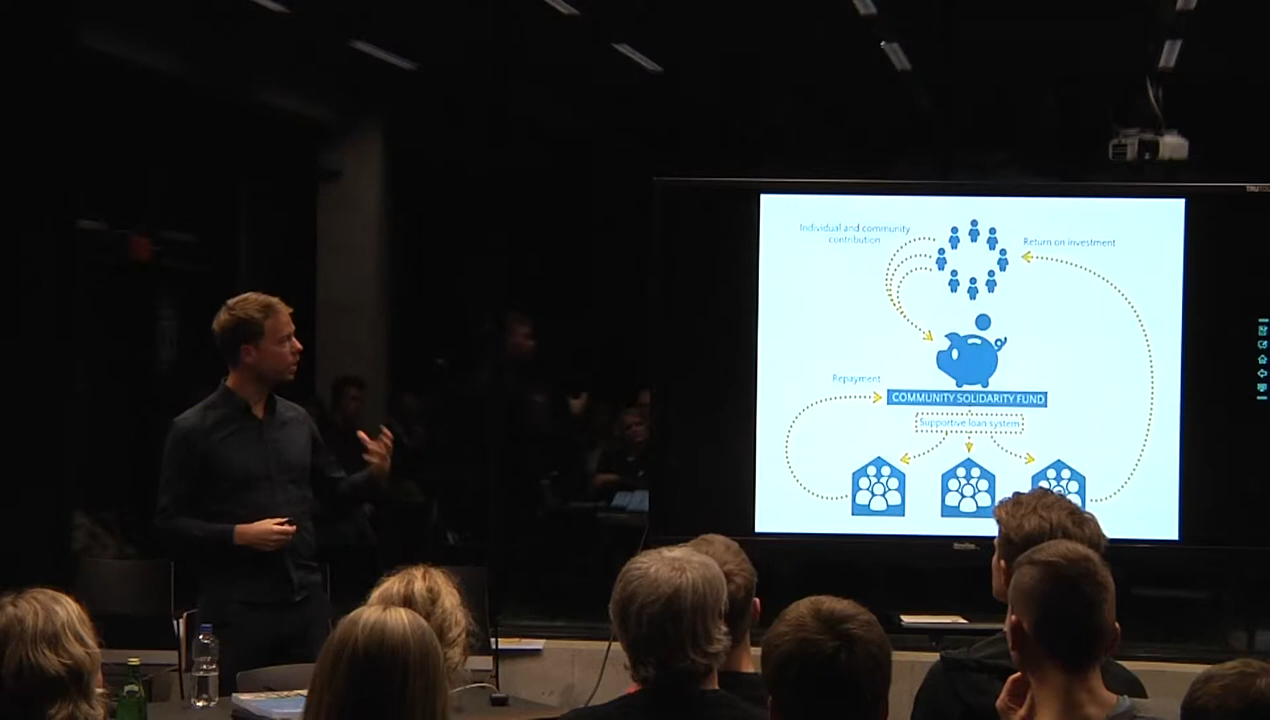 Individual and community
contribution
Return on investment
Repayment
COMMUNITY SOLIDARITY FUND
Supportive loan system